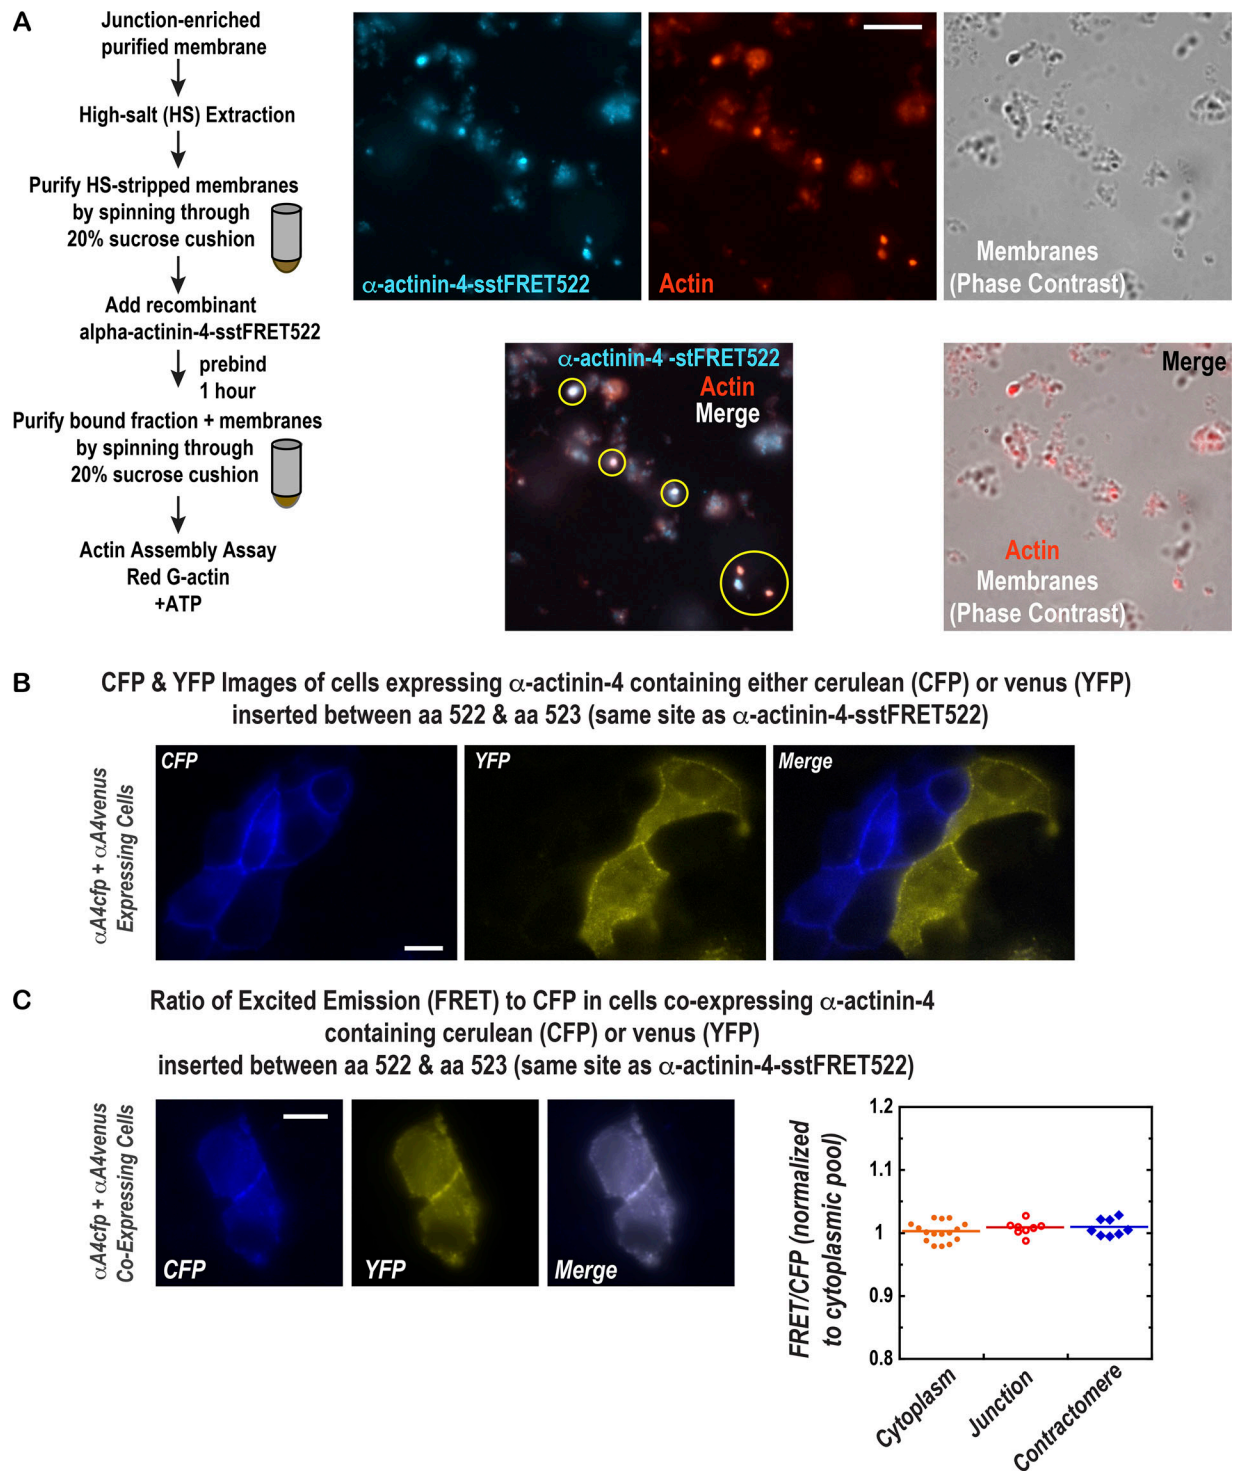 A
Junction-enriched
purified membrane
High-salt (HS) Extraction
Purify HS-stripped membranes
by spinning through
20% sucrose cushion
Add recombinant
alpha-actinin-4-sstFRET522
prebind
1 hour
Purify bound fraction + membranes
by spinning through
20% sucrose cushion
Actin Assembly Assay
Red G-actin
+ATP
α-actinin-4-sstFRET522
Actin
Membranes
(Phase Contrast)
α-actinin-4 -stFRET522
Actin
Merge
Merge
Actin
Membranes
(Phase Contrast)
B
CFP & YFP Images of cells expressing α-actinin-4 containing either cerulean (CFP) or venus (YFP)
inserted between aa 522 & aa 523 (same site as α-actinin-4-sstFRET522)
αA4cfp + αA4venus
Expressing Cells
CFP
YFP
Merge
C
Ratio of Excited Emission (FRET) to CFP in cells co-expressing α-actinin-4
containing cerulean (CFP) or venus (YFP)
inserted between aa 522 & aa 523 (same site as α-actinin-4-sstFRET522)
αA4cfp + αA4venus
Co-Expressing Cells
CFP
YFP
Merge
FRET/CFP (normalized
to cytoplasmic pool)
1.2
1.1
1
0.9
0.8
Cytoplasm
Junction
Contractomere